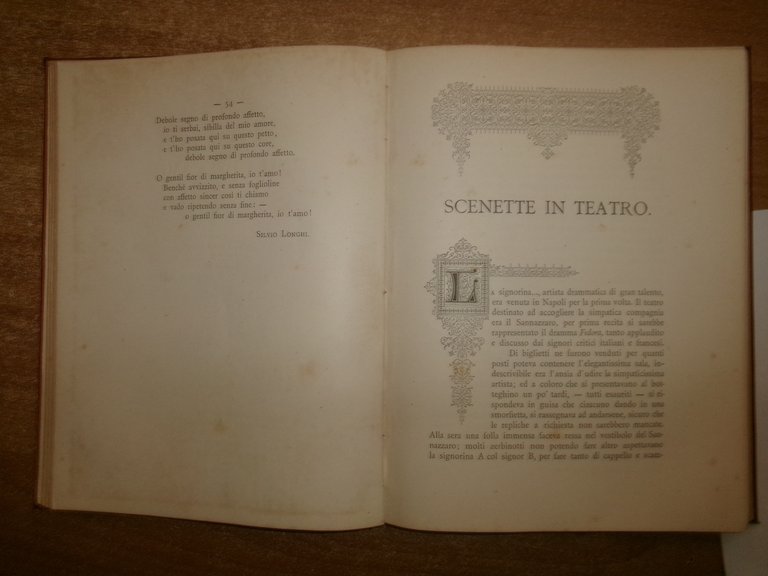 — 54 —
Debole segno di profondo affetto,
io ti serbai, sibilla del mio amore,
e t'ho posata qui su questo petto,
e t'ho posata qui su questo core,
debole segno di profondo affetto.
O gentil fior di margherita, io t'amo!
Benchè avvizzito, e senza foglioline
con affetto sincer così ti chiamo
e vado ripetendo senza fine: —
o gentil fior di margherita, io t'amo!
SILVIO LONGHI.
SCENETTE IN TEATRO.
LA signorina..., artista drammatica di gran talento,
era venuta in Napoli per la prima volta. Il teatro
destinato ad accogliere la simpatica compagnia
era il Sannazzaro, per prima recita si sarebbe
rappresentato il dramma Fedora, tanto applaudito
e discusso dai signori critici italiani e francesi.
Di biglietti ne furono venduti per quanti
posti poteva contenere l'elegantissima sala, in-
descrivibile era l'ansia d'udire la simpaticissima
artista; ed a coloro che si presentavano al bot-
teghino un po' tardi, — tutti esauriti — si ri-
spondeva in guisa che ciascuno dando in una
smorfietta, si rassegnava ad andarsene, sicuro che
le repliche a richiesta non sarebbero mancate.
Alla sera una folla immensa faceva ressa nel vestibolo del San-
nazzaro; molti zerbinotti non potendo fare altro aspettavano
la signorina A col signor B, per fare tanto di cappello e scam-